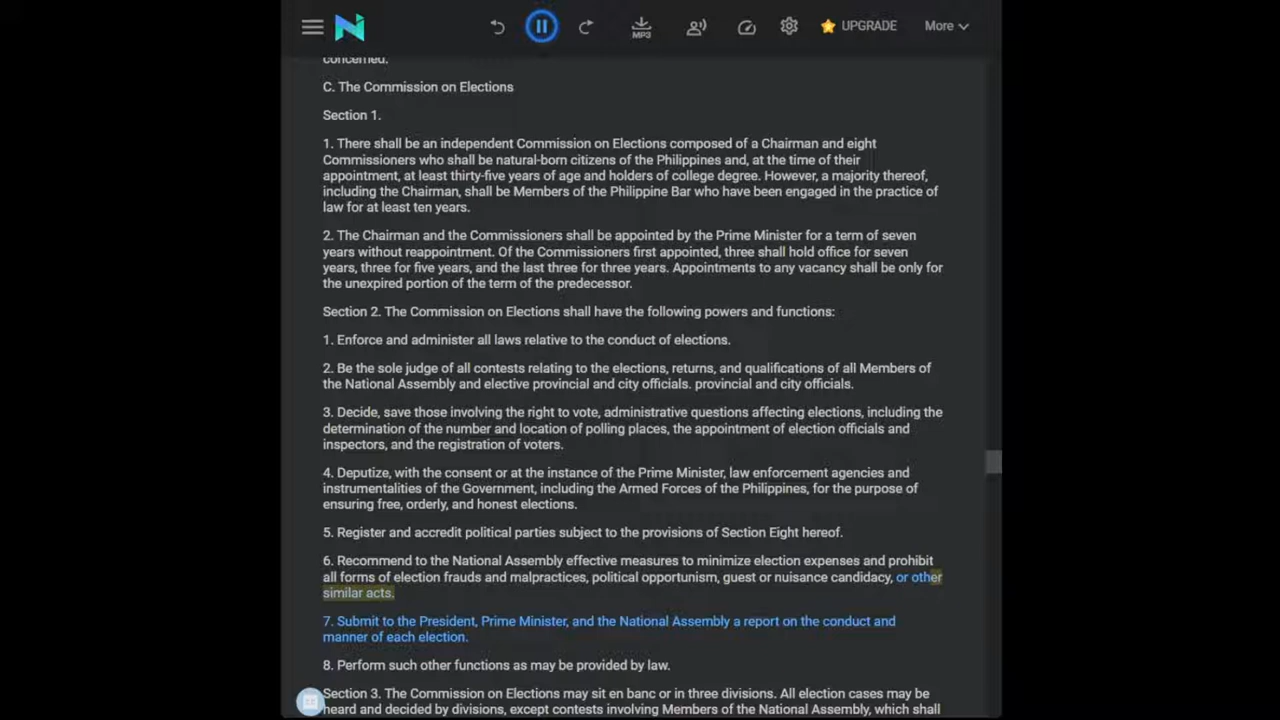 MP3
UPGRADE
More
concerned.
C. The Commission on Elections
Section 1.
1. There shall be an independent Commission on Elections composed of a Chairman and eight
Commissioners who shall be natural-born citizens of the Philippines and, at the time of their
appointment, at least thirty-five years of age and holders of college degree. However, a majority thereof,
including the Chairman, shall be Members of the Philippine Bar who have been engaged in the practice of
law for at least ten years.
2. The Chairman and the Commissioners shall be appointed by the Prime Minister for a term of seven
years without reappointment. Of the Commissioners first appointed, three shall hold office for seven
years, three for five years, and the last three for three years. Appointments to any vacancy shall be only for
the unexpired portion of the term of the predecessor.
Section 2. The Commission on Elections shall have the following powers and functions:
1. Enforce and administer all laws relative to the conduct of elections.
2. Be the sole judge of all contests relating to the elections, returns, and qualifications of all Members of
the National Assembly and elective provincial and city officials. provincial and city officials.
3. Decide, save those involving the right to vote, administrative questions affecting elections, including the
determination of the number and location of polling places, the appointment of election officials and
inspectors, and the registration of voters.
4. Deputize, with the consent or at the instance of the Prime Minister, law enforcement agencies and
instrumentalities of the Government, including the Armed Forces of the Philippines, for the purpose of
ensuring free, orderly, and honest elections.
5. Register and accredit political parties subject to the provisions of Section Eight hereof.
6. Recommend to the National Assembly effective measures to minimize election expenses and prohibit
all forms of election frauds and malpractices, political opportunism, guest or nuisance candidacy, or other
similar acts.
7. Submit to the President, Prime Minister, and the National Assembly a report on the conduct and
manner of each election.
8. Perform such other functions as may be provided by law.
Section 3. The Commission on Elections may sit en banc or in three divisions. All election cases may be
heard and decided by divisions, except contests involving Members of the National Assembly, which shall